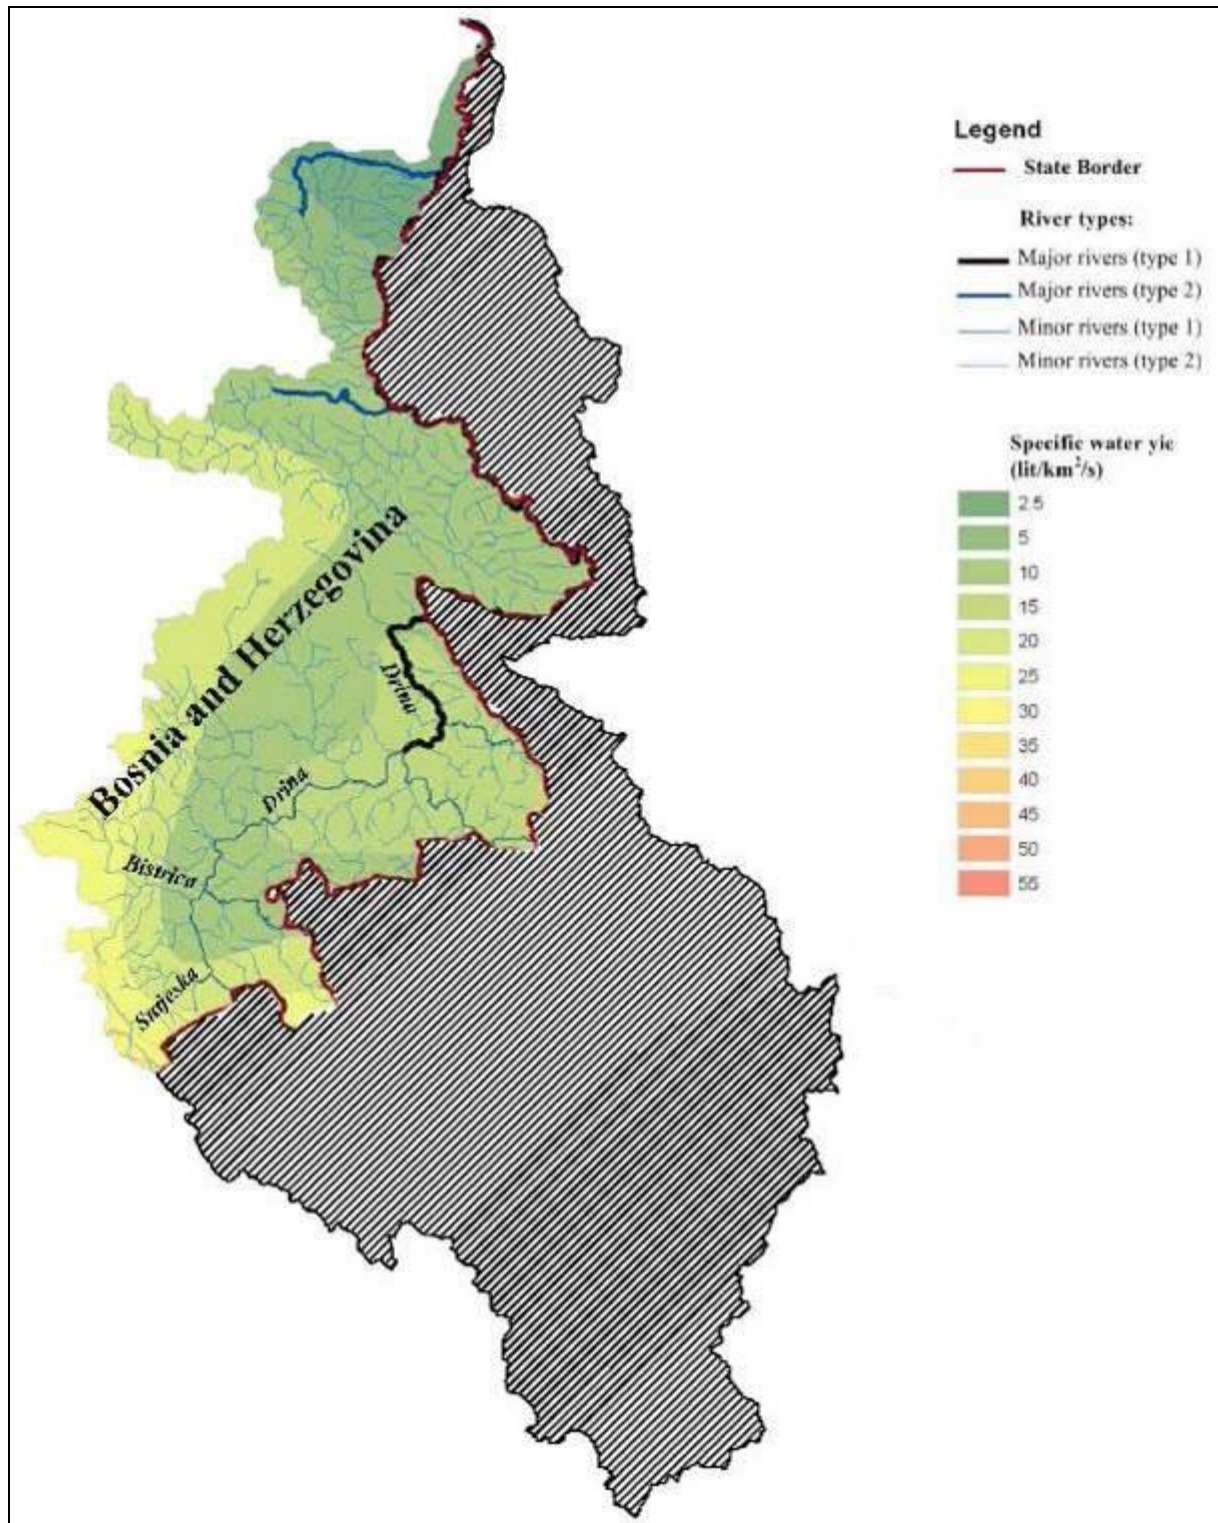 Legend
State Border
River types:
Major rivers (type 1)
Major rivers (type 2)
Minor rivers (type 1)
Minor rivers (type 2)
Specific water yie
(lit/km²/s)
2.5
5
10
15
20
25
30
35
40
45
50
55
Bosnia and Herzegovina
Drina
Drina
Bistrica
Sutjeska